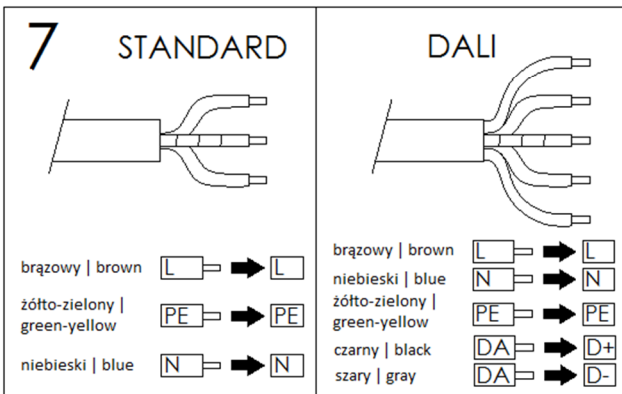 7 STANDARD
brązowy | brown L L
żółto-zielony |
green-yellow PE PE
niebieski | blue N N
DALI
brązowy | brown L L
niebieski | blue N N
żółto-zielony |
green-yellow PE PE
czarny | black DA D+
szary | gray DA D-